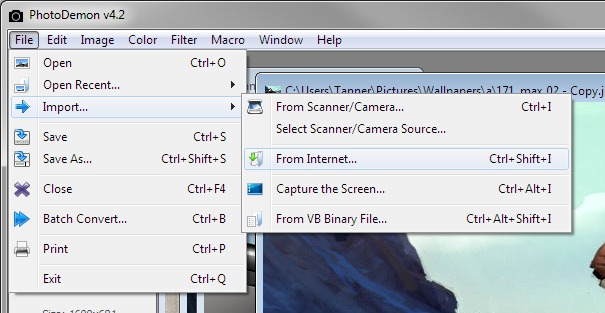 PhotoDemon v4.2
File Edit Image Color Filter Macro Window Help
Open Ctrl+O
Open Recent...
Import...
Save Ctrl+S
Save As... Ctrl+Shift+S
Close Ctrl+F4
Batch Convert... Ctrl+B
Print Ctrl+P
Exit Ctrl+Q
C:\Users\Tanner\Pictures\Wallpapers\a\171_max_02 - Copy.j
From Scanner/Camera... Ctrl+I
Select Scanner/Camera Source...
From Internet... Ctrl+Shift+I
Capture the Screen... Ctrl+Alt+I
From VB Binary File... Ctrl+Alt+Shift+I